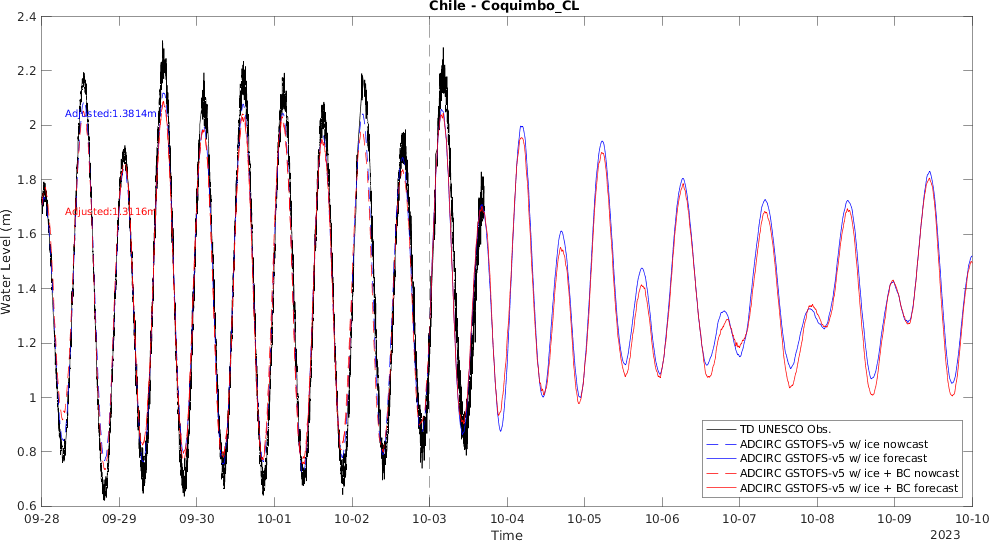 Chile - Coquimbo_CL
2.4
2.2
2
1.8
1.6
1.4
1.2
1
0.8
0.6
Water Level (m)
Adjusted:1.3814m
Adjusted:1.3116m
TD UNESCO Obs.
ADCIRC GSTOFS-v5 w/ ice nowcast
ADCIRC GSTOFS-v5 w/ ice forecast
ADCIRC GSTOFS-v5 w/ ice + BC nowcast
ADCIRC GSTOFS-v5 w/ ice + BC forecast
09-28 09-29 09-30 10-01 10-02 10-03 10-04 10-05 10-06 10-07 10-08 10-09 10-10
Time
2023